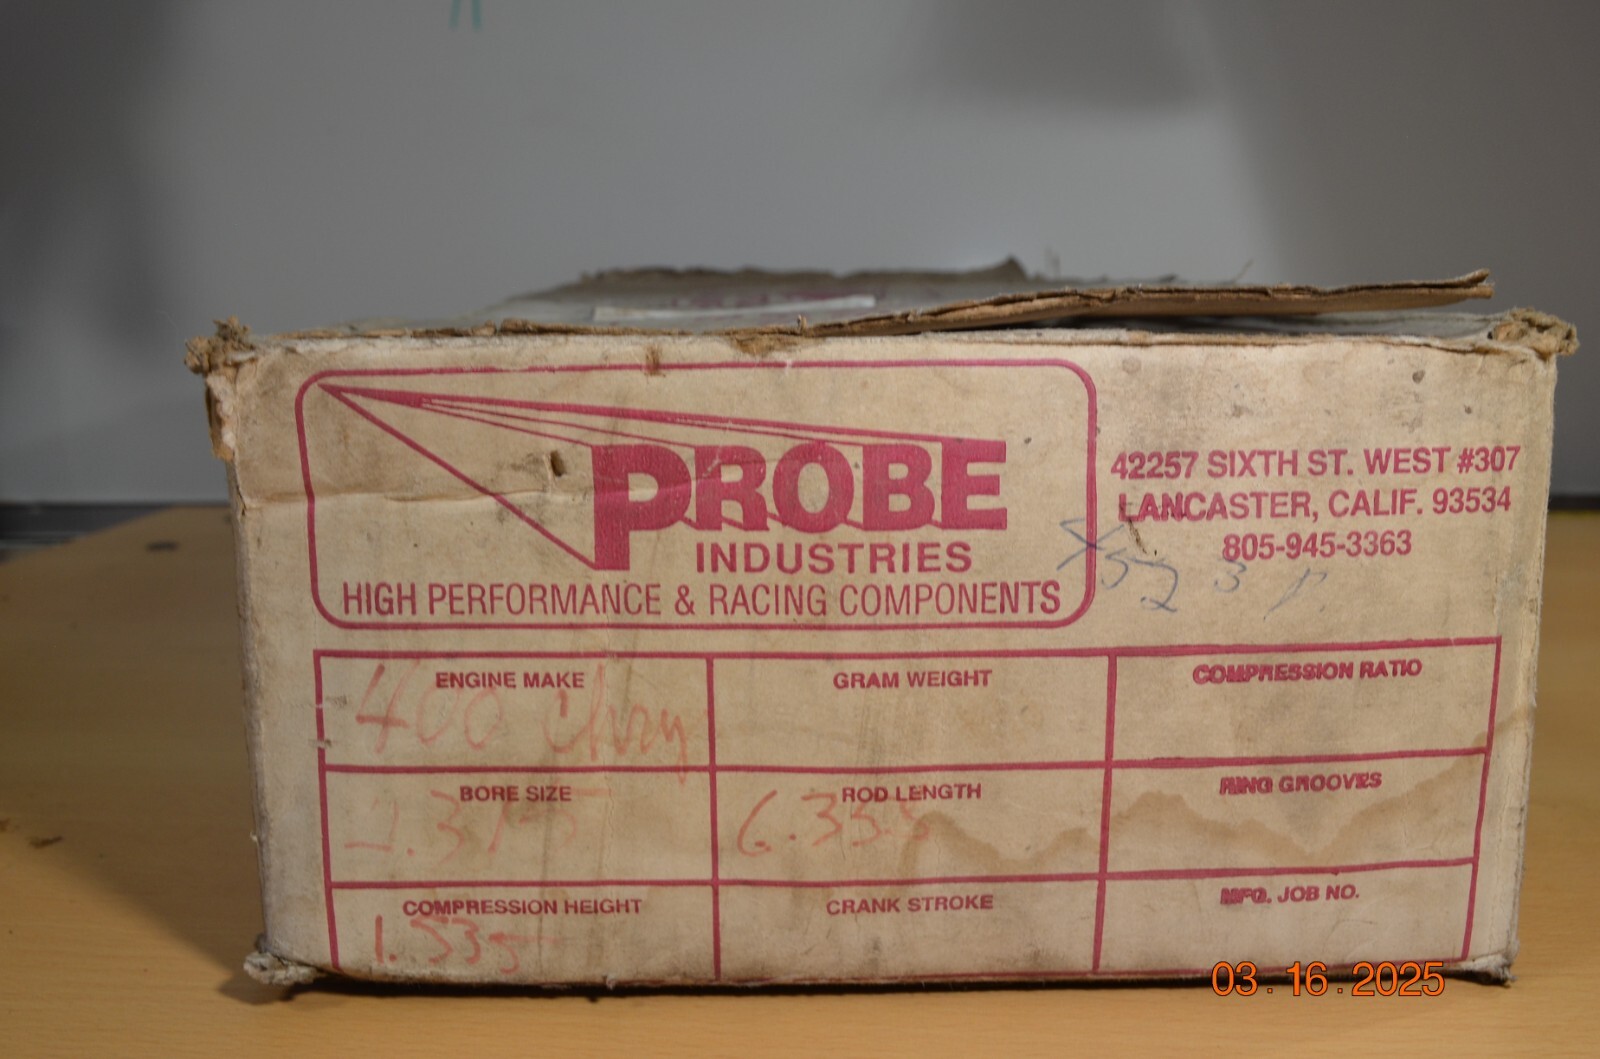 PROBE
INDUSTRIES
HIGH PERFORMANCE & RACING COMPONENTS
42257 SIXTH ST. WEST #307
LANCASTER, CALIF. 93534
805-945-3363
ENGINE MAKE
400 Chry
GRAM WEIGHT
COMPRESSION RATIO
BORE SIZE
ROD LENGTH
RING GROOVES
COMPRESSION HEIGHT
1.535
CRANK STROKE
MFG. JOB NO.
03.16.2025